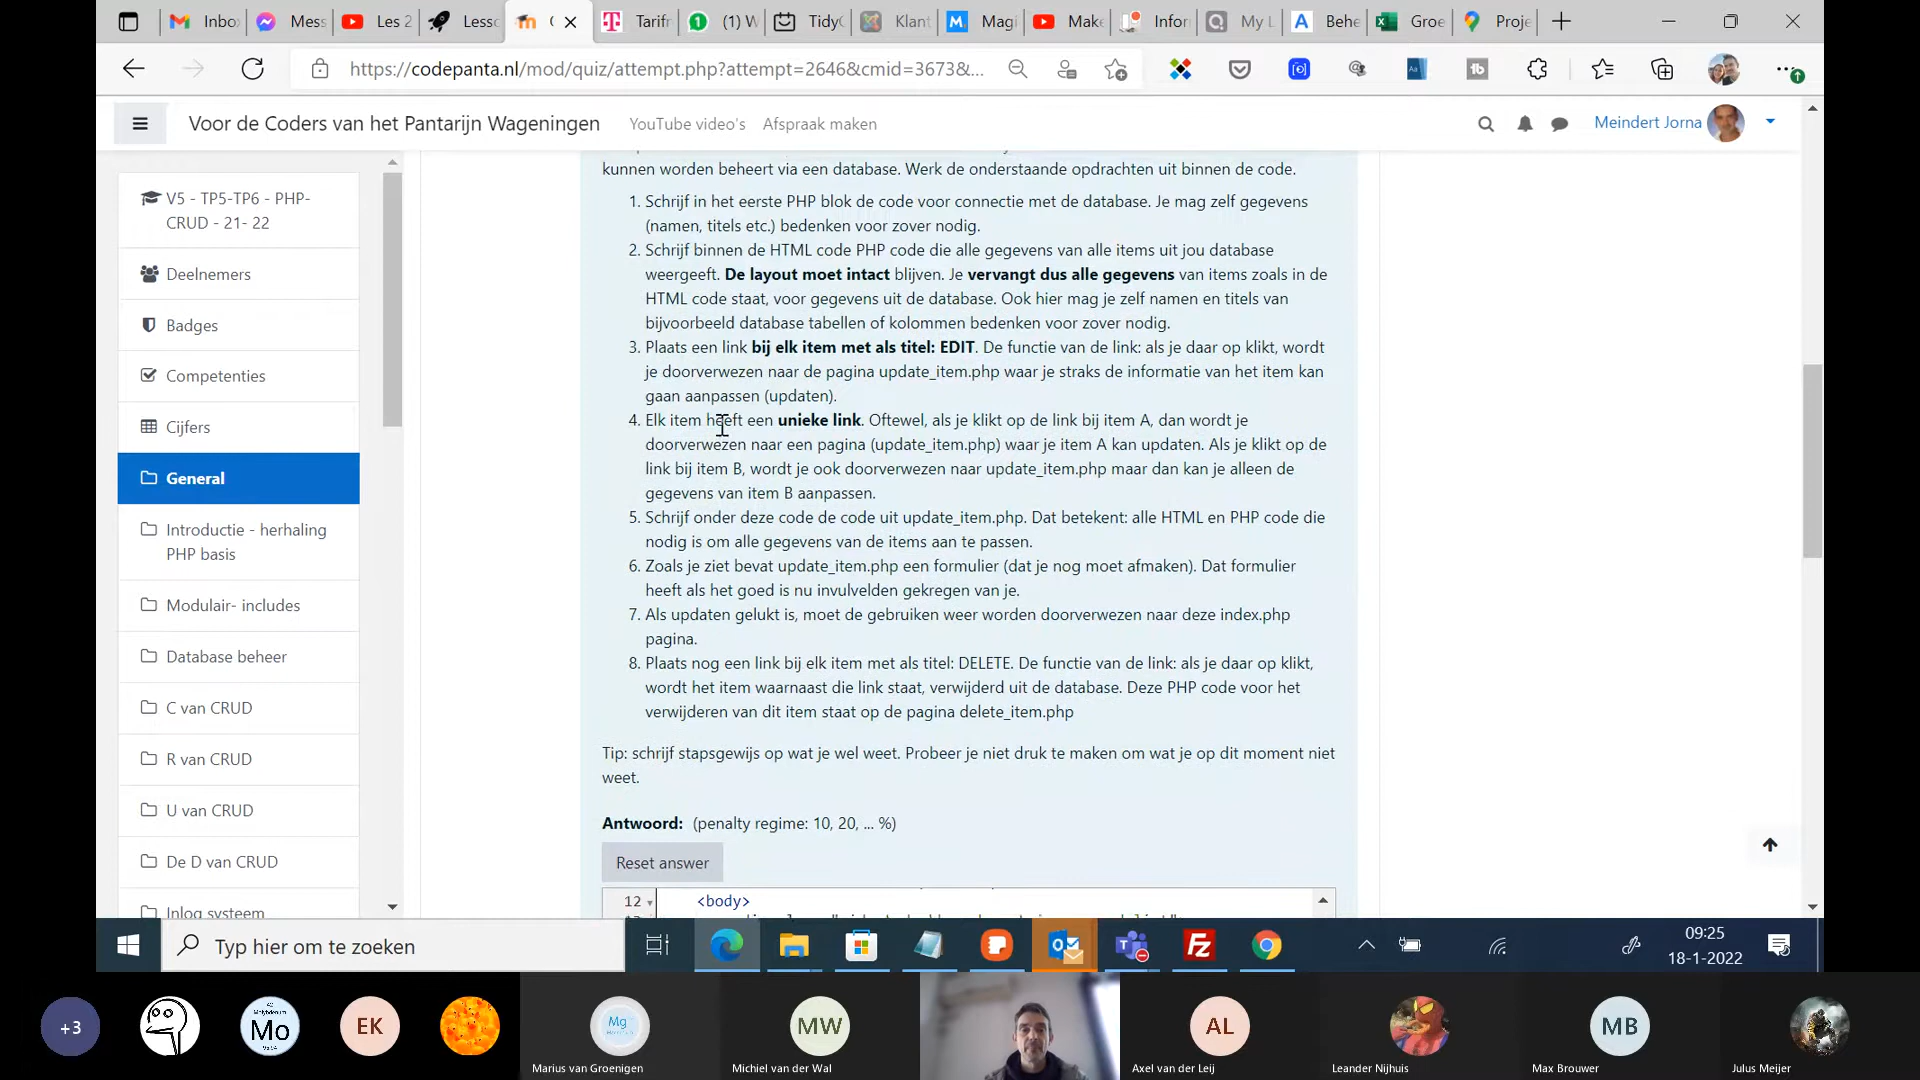 Inbo
Mess
Les 2
Lesso
Tarifr
(1) W
Tidy
Klant
Magi
Make
Infor
My L
Behe
Groe
Proje
https://codepanta.nl/mod/quiz/attempt.php?attempt=2646&cmid=3673&...
Voor de Coders van het Pantarijn Wageningen
YouTube video's
Afspraak maken
Meindert Jorna
V5 - TP5-TP6 - PHP-
CRUD - 21- 22
Deelnemers
Badges
Competenties
Cijfers
General
Introductie - herhaling
PHP basis
Modulair- includes
Database beheer
C van CRUD
R van CRUD
U van CRUD
De D van CRUD
Inlog systeem
kunnen worden beheert via een database. Werk de onderstaande opdrachten uit binnen de code.
1. Schrijf in het eerste PHP blok de code voor connectie met de database. Je mag zelf gegevens
(namen, titels etc.) bedenken voor zover nodig.
2. Schrijf binnen de HTML code PHP code die alle gegevens van alle items uit jou database
weergeeft. De layout moet intact blijven. Je vervangt dus alle gegevens van items zoals in de
HTML code staat, voor gegevens uit de database. Ook hier mag je zelf namen en titels van
bijvoorbeeld database tabellen of kolommen bedenken voor zover nodig.
3. Plaats een link bij elk item met als titel: EDIT. De functie van de link: als je daar op klikt, wordt
je doorverwezen naar de pagina update_item.php waar je straks de informatie van het item kan
gaan aanpassen (updaten).
4. Elk item heeft een unieke link. Oftewel, als je klikt op de link bij item A, dan wordt je
doorverwezen naar een pagina (update_item.php) waar je item A kan updaten. Als je klikt op de
link bij item B, wordt je ook doorverwezen naar update_item.php maar dan kan je alleen de
gegevens van item B aanpassen.
5. Schrijf onder deze code de code uit update_item.php. Dat betekent: alle HTML en PHP code die
nodig is om alle gegevens van de items aan te passen.
6. Zoals je ziet bevat update_item.php een formulier (dat je nog moet afmaken). Dat formulier
heeft als het goed is nu invulvelden gekregen van je.
7. Als updaten gelukt is, moet de gebruiken weer worden doorverwezen naar deze index.php
pagina.
8. Plaats nog een link bij elk item met als titel: DELETE. De functie van de link: als je daar op klikt,
wordt het item waarnaast die link staat, verwijderd uit de database. Deze PHP code voor het
verwijderen van dit item staat op de pagina delete_item.php
Tip: schrijf stapsgewijs op wat je wel weet. Probeer je niet druk te maken om wat je op dit moment niet
weet.
Antwoord: (penalty regime: 10, 20, ... %)
Reset answer
12 <body>
Typ hier om te zoeken
09:25
18-1-2022
+3
Mo
EK
Mg
MW
AL
MB
Marius van Groenigen
Michiel van der Wal
Axel van der Leij
Leander Nijhuis
Max Brouwer
Julus Meijer